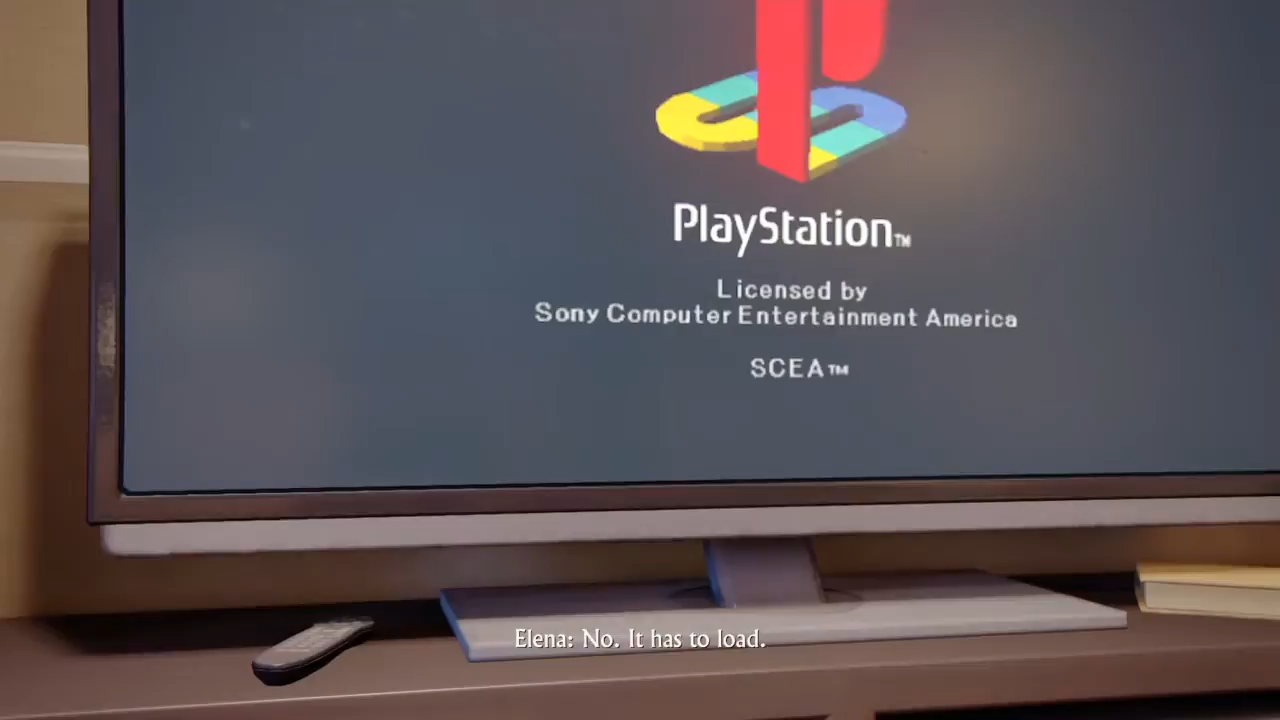 PlayStation™
Licensed by
Sony Computer Entertainment America
SCEA™
Elena: No. It has to load.